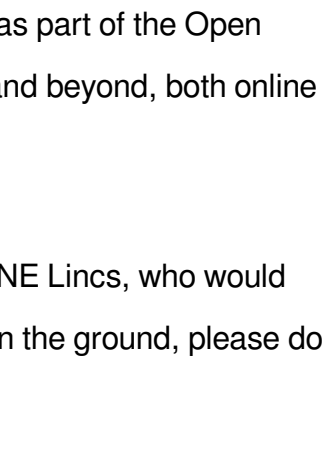 as part of the Open
and beyond, both online
NE Lincs, who would
n the ground, please do